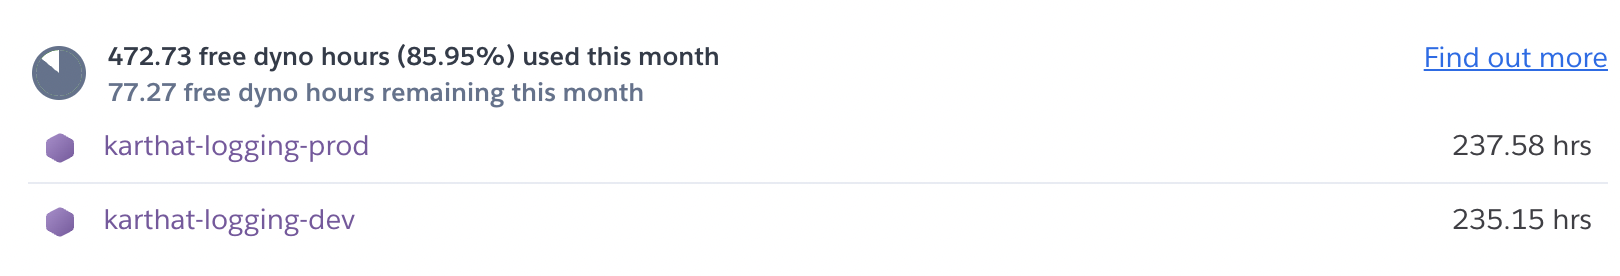 472.73 free dyno hours (85.95%) used this month
Find out more
77.27 free dyno hours remaining this month
karthat-logging-prod
237.58 hrs
karthat-logging-dev
235.15 hrs